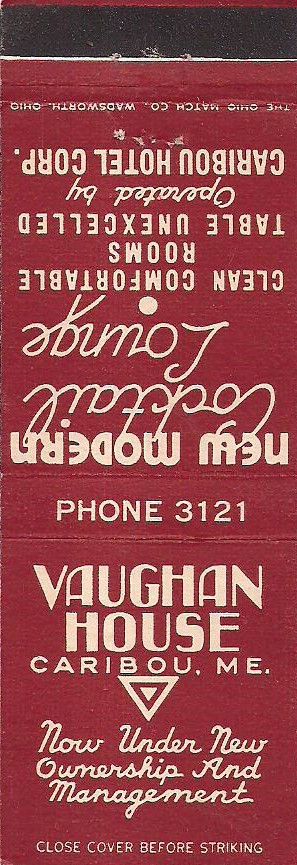 NEW MODERN
Cocktail
Lounge
CLEAN COMFORTABLE
ROOMS
TABLE UNEXCELLED
Operated by
CARIBOU HOTEL CORP.
THE OHIO MATCH CO., WADSWORTH, OHIO
PHONE 3121
VAUGHAN
HOUSE
CARIBOU, ME.
Now Under New
Ownership And
Management
CLOSE COVER BEFORE STRIKING